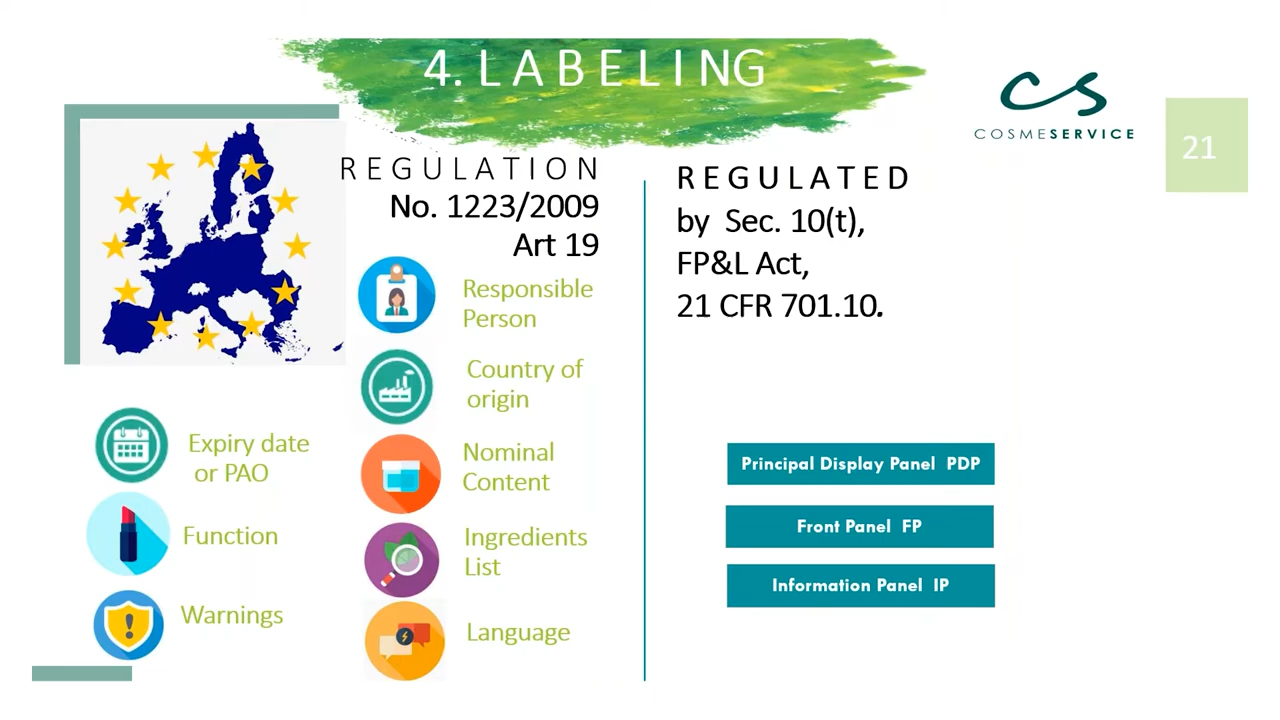 4. LABELING
CS
COSMESERVICE
21
REGULATION
No. 1223/2009
Art 19
Responsible
Person
Country of
origin
Nominal
Content
Ingredients
List
Language
Expiry date
or PAO
Function
Warnings
REGULATED
by Sec. 10(t),
FP&L Act,
21 CFR 701.10.
Principal Display Panel PDP
Front Panel FP
Information Panel IP